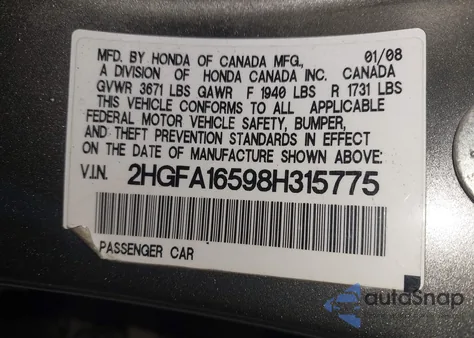 MFD. BY HONDA OF CANADA MFG., 01/08
A DIVISION OF HONDA CANADA INC. CANADA
GVWR 3671 LBS GAWR F 1940 LBS R 1731 LBS
THIS VEHICLE CONFORMS TO ALL APPLICABLE
FEDERAL MOTOR VEHICLE SAFETY, BUMPER,
AND THEFT PREVENTION STANDARDS IN EFFECT
ON THE DATE OF MANUFACTURE SHOWN ABOVE:
V.I.N. 2HGFA16598H315775
PASSENGER CAR
autoSnap